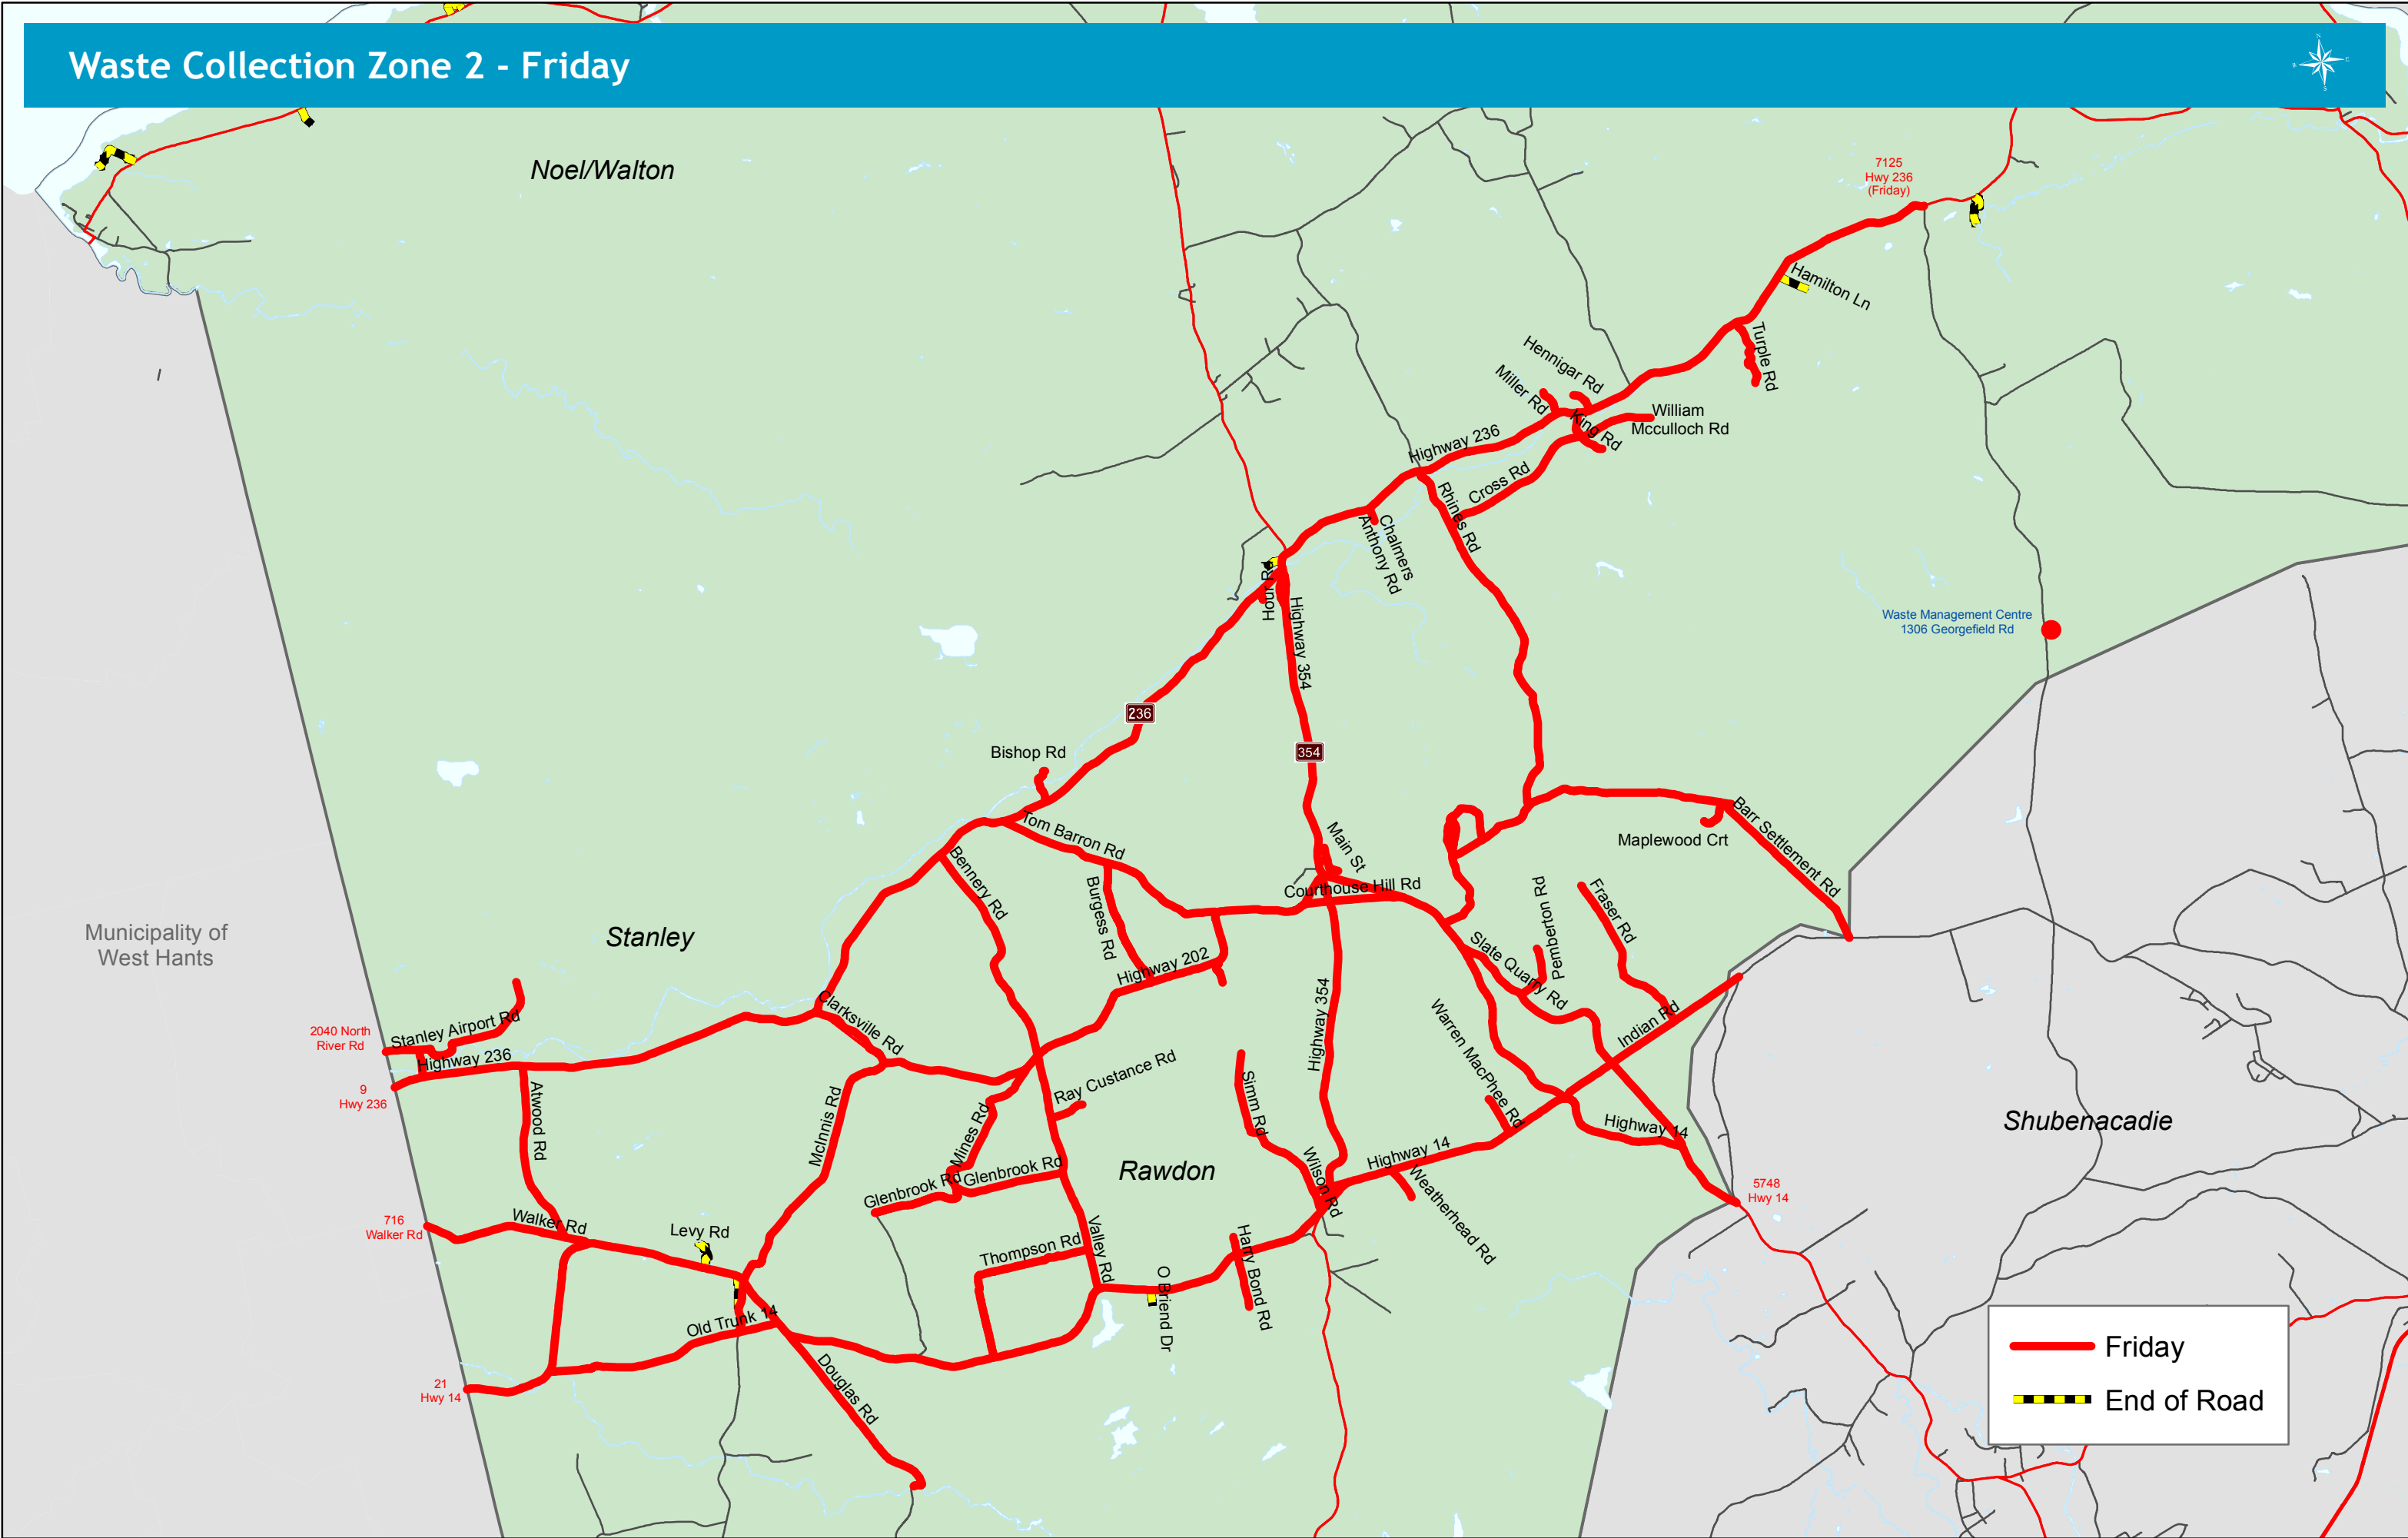 Waste Collection Zone 2 - Friday
N
E
S
Noel/Walton
7125
Hwy 236
(Friday)
Hamilton Ln
Turple Rd
Hennigar Rd
Miller Rd
William
Mcculloch Rd
King Rd
Highway 236
Cross Rd
Rhines Rd
Chalmers
Anthony Rd
Hour Rd
Highway 354
Waste Management Centre
1306 Georgefield Rd
236
354
Bishop Rd
Tom Barron Rd
Main St
Barr Settlement Rd
Maplewood Crt
Bennery Rd
Burgess Rd
Courthouse Hill Rd
Pemberton Rd
Fraser Rd
Municipality of
West Hants
Stanley
Highway 202
Slate Quarry Rd
Clarksville Rd
Highway 354
Warren MacPhee Rd
Indian Rd
2040 North
River Rd
Stanley Airport Rd
Highway 236
9
Hwy 236
Atwood Rd
McInnis Rd
Mines Rd
Ray Custance Rd
Simm Rd
Highway 14
Highway 14
Shubenacadie
Rawdon
Wilson Rd
Weatherhead Rd
Glenbrook Rd
Glenbrook Rd
5748
Hwy 14
716
Walker Rd
Walker Rd
Levy Rd
Thompson Rd
Valley Rd
Harry Bond Rd
O Briend Dr
Old Trunk 14
Douglas Rd
21
Hwy 14
Friday
End of Road